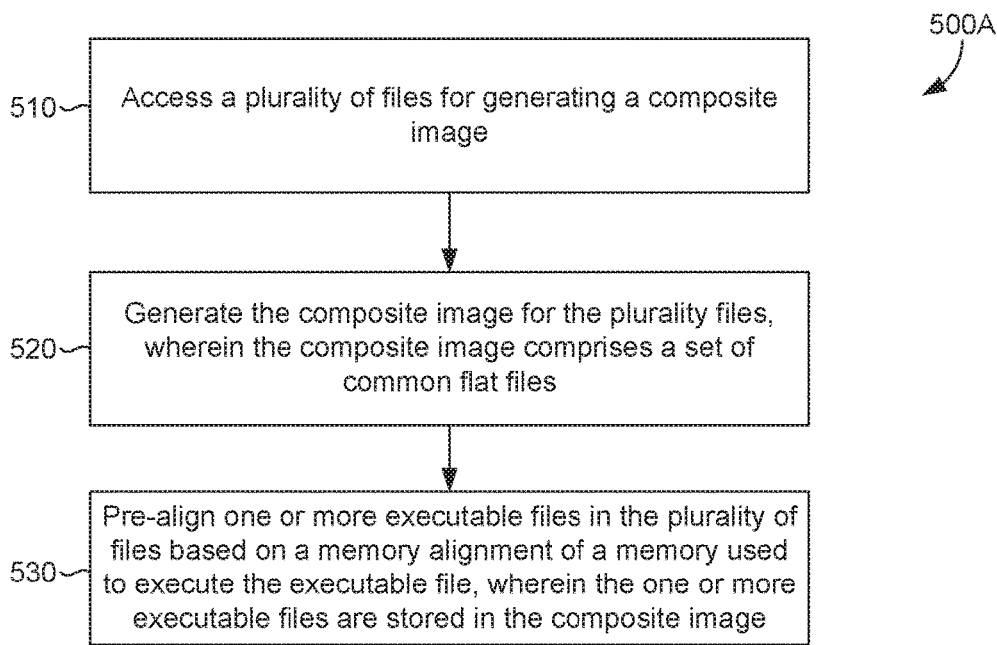 500A
510
Access a plurality of files for generating a composite
image
520
Generate the composite image for the plurality files,
wherein the composite image comprises a set of
common flat files
530
Pre-align one or more executable files in the plurality of
files based on a memory alignment of a memory used
to execute the executable file, wherein the one or more
executable files are stored in the composite image